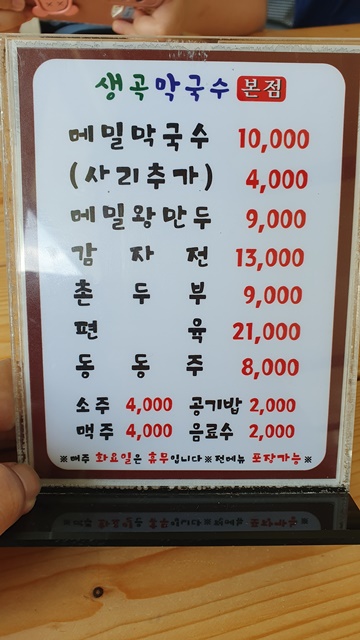 생곡막국수 본점
메밀막국수 10,000
(사리추가) 4,000
메밀왕만두 9,000
감자전 13,000
촌두부 9,000
편육 21,000
동동주 8,000
소주 4,000 공기밥 2,000
맥주 4,000 음료수 2,000
※매주 화요일은 휴무입니다※전메뉴 포장가능※